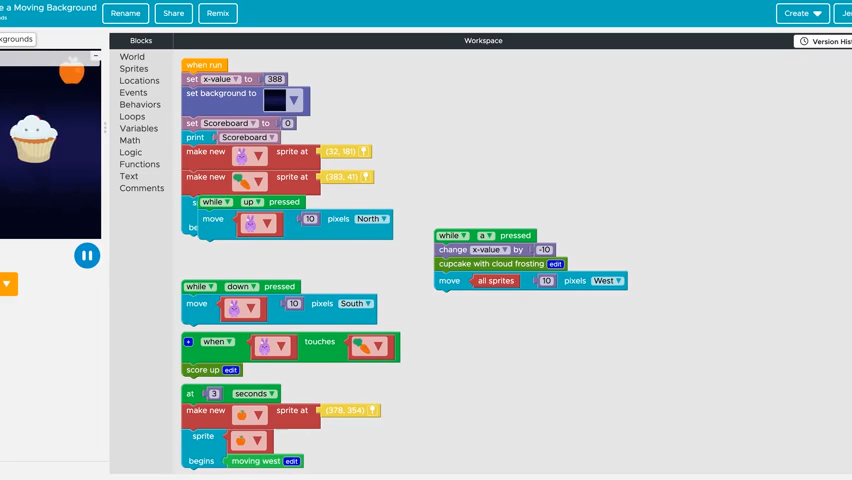 e a Moving Background
Rename
Share
Remix
Create
Version
kgrounds
Blocks
Workspace
World
Sprites
Locations
Events
Behaviors
Loops
Variables
Math
Logic
Functions
Text
Comments
when run
set x-value to 388
set background to
set Scoreboard to 0
print Scoreboard
make new sprite at (32, 181)
make new sprite at (383, 41)
s
while up pressed
be
move 10 pixels North
while down pressed
move 10 pixels South
when touches
score up edit
at 3 seconds
make new sprite at (378, 354)
sprite
begins moving west edit
while a pressed
change x-value by -10
cupcake with cloud frosting edit
move all sprites 10 pixels West